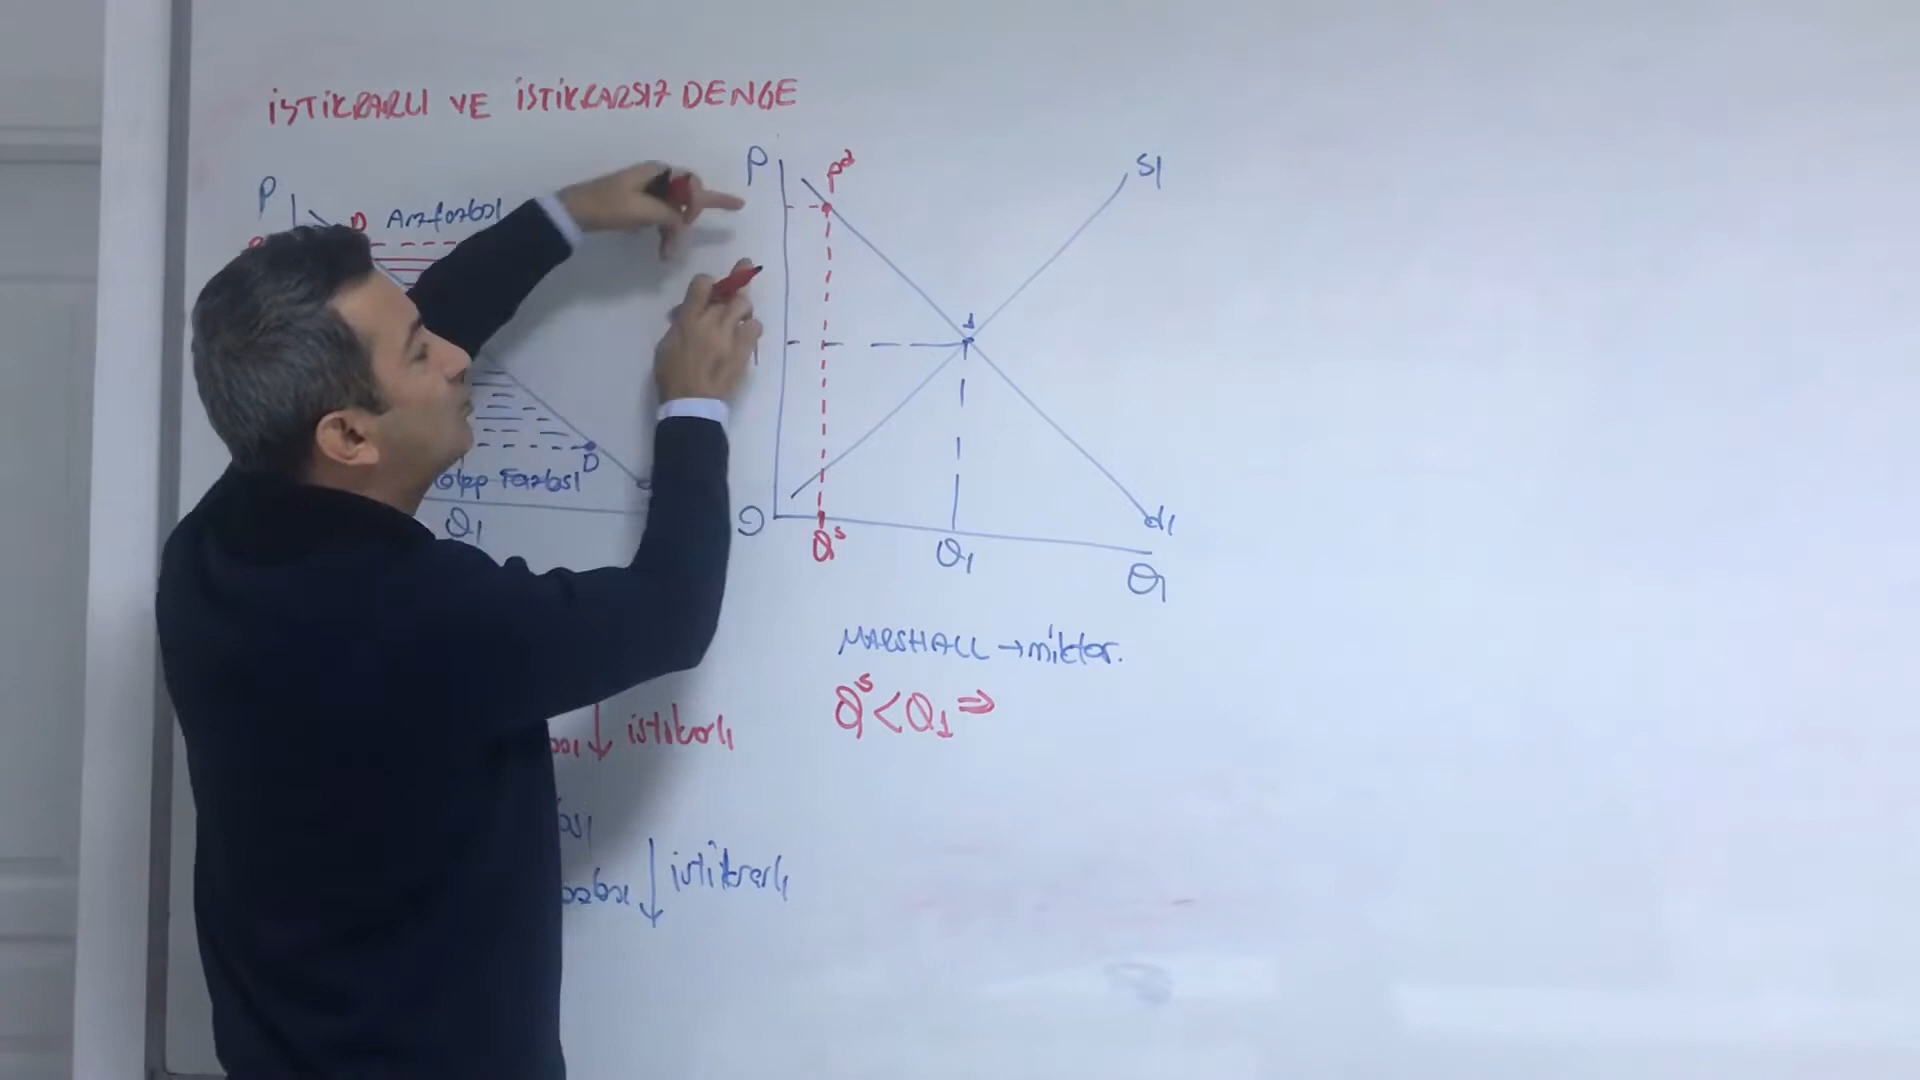 İSTİKRARLI VE İSTİKRARSIZ DENGE
P
D Arz fazlası
D
Talep Fazlası
Q1
P
P^d
S1
1
d1
O
Q^s
Q1
Q
MARSHALL → miktar.
Q^s < Q1 ⇒
↓ istikrarlı
↓ istikrarlı